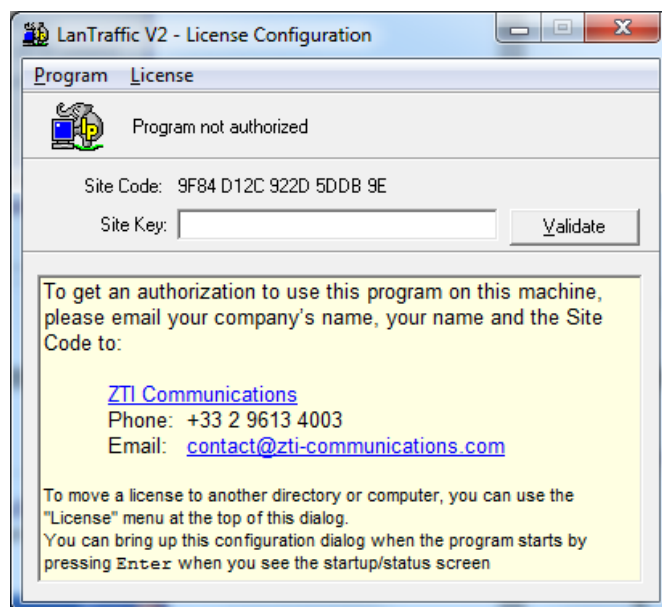 LanTraffic V2 - License Configuration
X
Program License
Program not authorized
Site Code: 9F84 D12C 922D 5DDB 9E
Site Key:
Validate
To get an authorization to use this program on this machine,
please email your company's name, your name and the Site
Code to:
ZTI Communications
Phone: +33 2 9613 4003
Email: contact@zti-communications.com
To move a license to another directory or computer, you can use the
"License" menu at the top of this dialog.
You can bring up this configuration dialog when the program starts by
pressing Enter when you see the startup/status screen